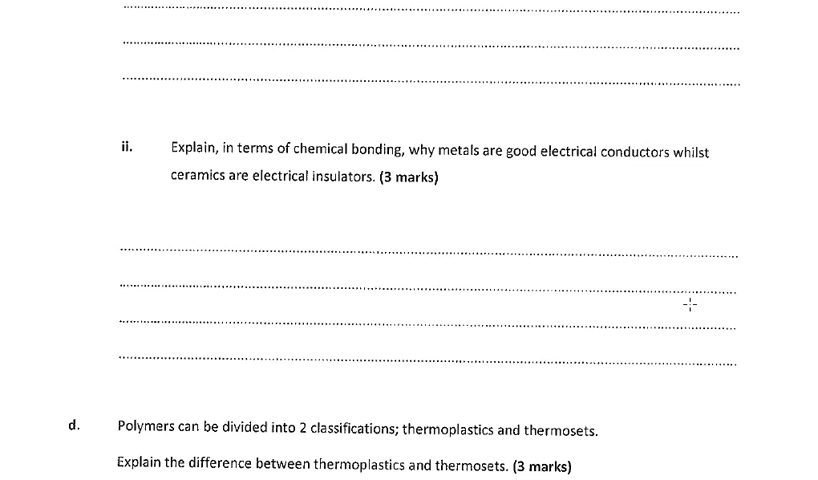 ii. Explain, in terms of chemical bonding, why metals are good electrical conductors whilst
ceramics are electrical insulators. (3 marks)
d. Polymers can be divided into 2 classifications; thermoplastics and thermosets.
Explain the difference between thermoplastics and thermosets. (3 marks)